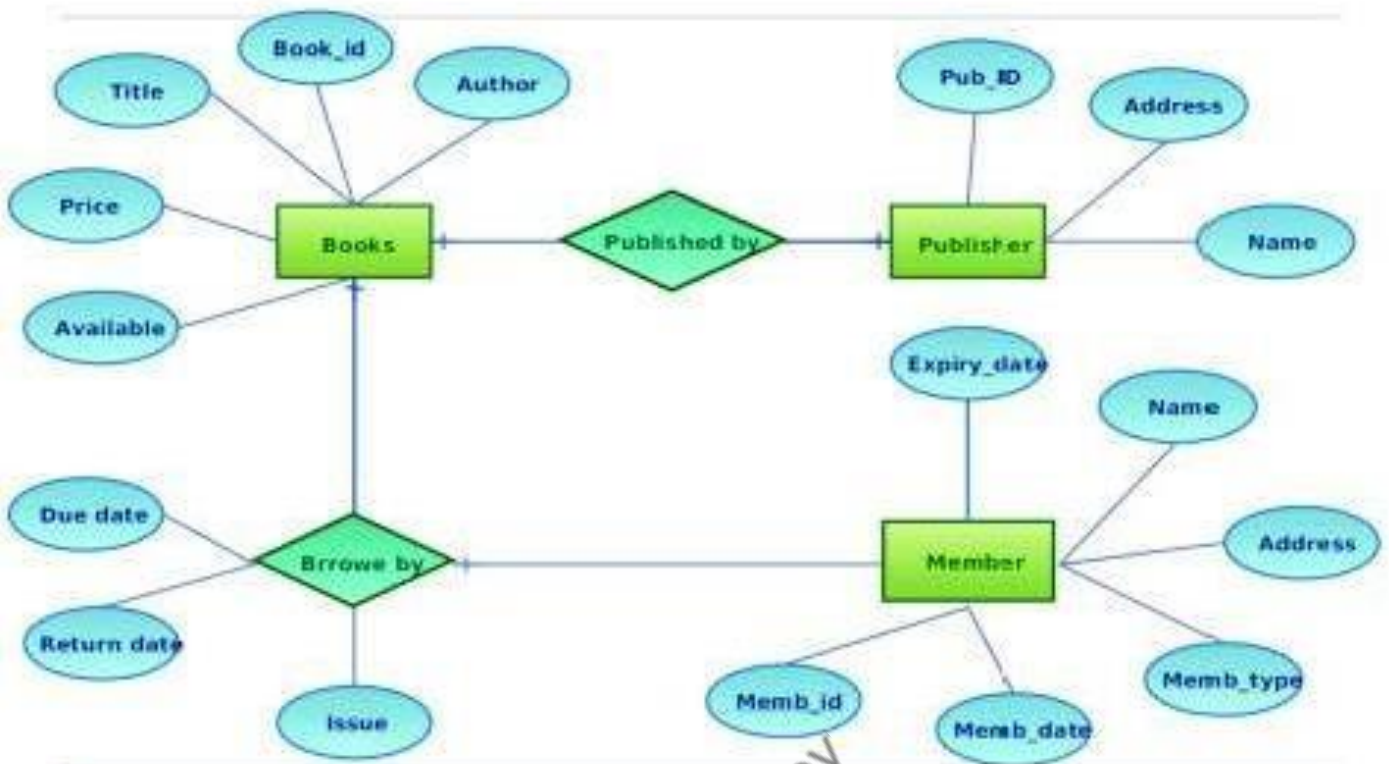 Book_id
Title
Author
Pub_ID
Address
Price
Books
Published by
Publisher
Name
Available
Expiry_date
Name
Due date
Brrowe by
Member
Address
Return date
Issue
Memb_id
Memb_date
Memb_type